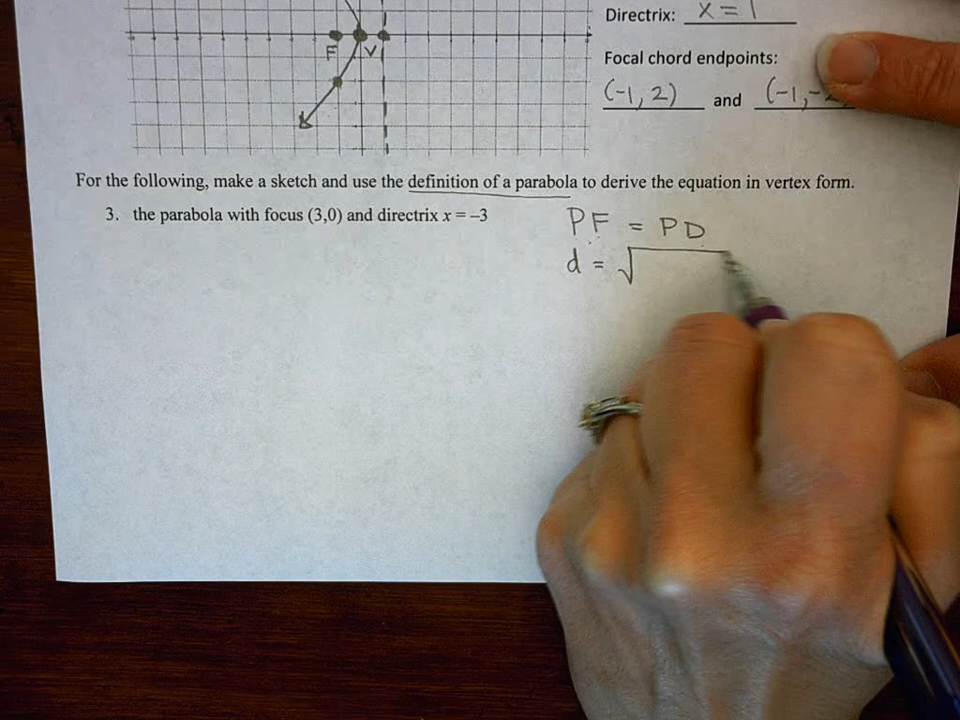 Directrix: x = 1
Focal chord endpoints:
(-1, 2) and (-1, -2
F V
For the following, make a sketch and use the definition of a parabola to derive the equation in vertex form.
3. the parabola with focus (3,0) and directrix x = –3
PF = PD
d = √